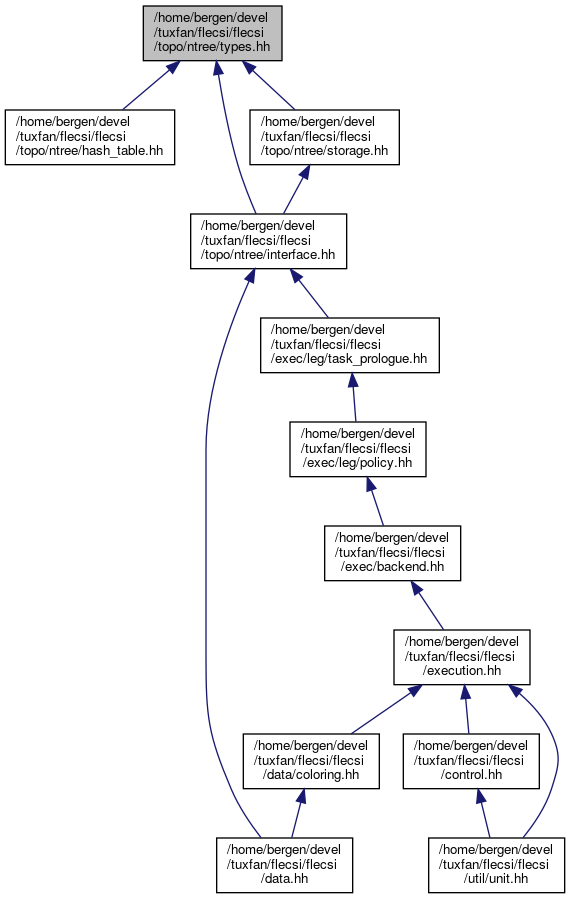 /home/bergen/devel
/tuxfan/flecsi/flecsi
/topo/ntree/types.hh
/home/bergen/devel
/tuxfan/flecsi/flecsi
/topo/ntree/hash_table.hh
/home/bergen/devel
/tuxfan/flecsi/flecsi
/topo/ntree/storage.hh
/home/bergen/devel
/tuxfan/flecsi/flecsi
/topo/ntree/interface.hh
/home/bergen/devel
/tuxfan/flecsi/flecsi
/exec/leg/task_prologue.hh
/home/bergen/devel
/tuxfan/flecsi/flecsi
/exec/leg/policy.hh
/home/bergen/devel
/tuxfan/flecsi/flecsi
/exec/backend.hh
/home/bergen/devel
/tuxfan/flecsi/flecsi
/execution.hh
/home/bergen/devel
/tuxfan/flecsi/flecsi
/data/coloring.hh
/home/bergen/devel
/tuxfan/flecsi/flecsi
/control.hh
/home/bergen/devel
/tuxfan/flecsi/flecsi
/data.hh
/home/bergen/devel
/tuxfan/flecsi/flecsi
/util/unit.hh